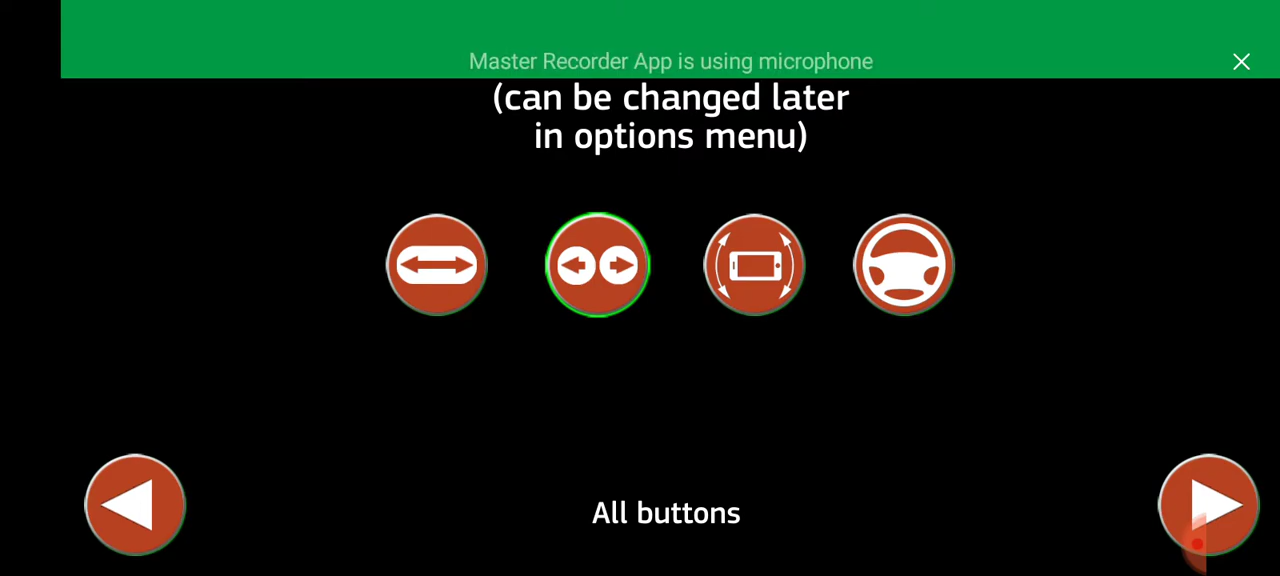 Master Recorder App is using microphone
(can be changed later
in options menu)
All buttons